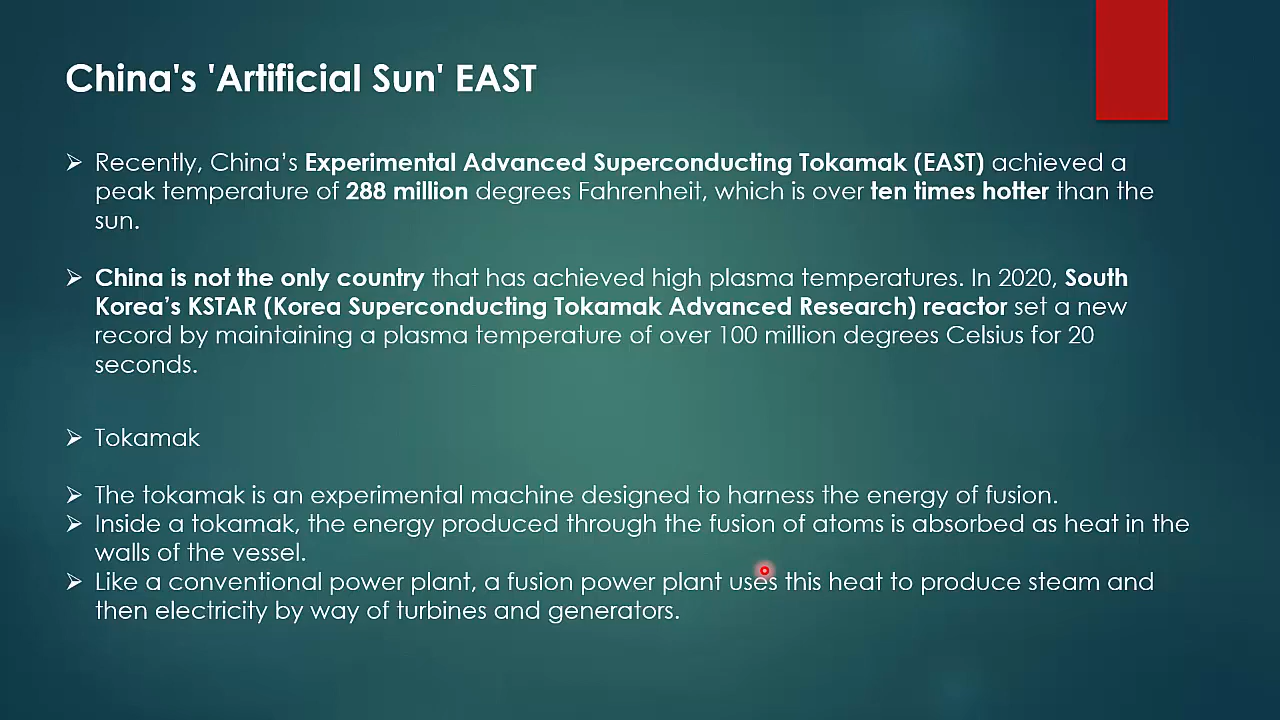 China's 'Artificial Sun' EAST
➢ Recently, China’s Experimental Advanced Superconducting Tokamak (EAST) achieved a
peak temperature of 288 million degrees Fahrenheit, which is over ten times hotter than the
sun.
➢ China is not the only country that has achieved high plasma temperatures. In 2020, South
Korea’s KSTAR (Korea Superconducting Tokamak Advanced Research) reactor set a new
record by maintaining a plasma temperature of over 100 million degrees Celsius for 20
seconds.
➢ Tokamak
➢ The tokamak is an experimental machine designed to harness the energy of fusion.
➢ Inside a tokamak, the energy produced through the fusion of atoms is absorbed as heat in the
walls of the vessel.
➢ Like a conventional power plant, a fusion power plant uses this heat to produce steam and
then electricity by way of turbines and generators.